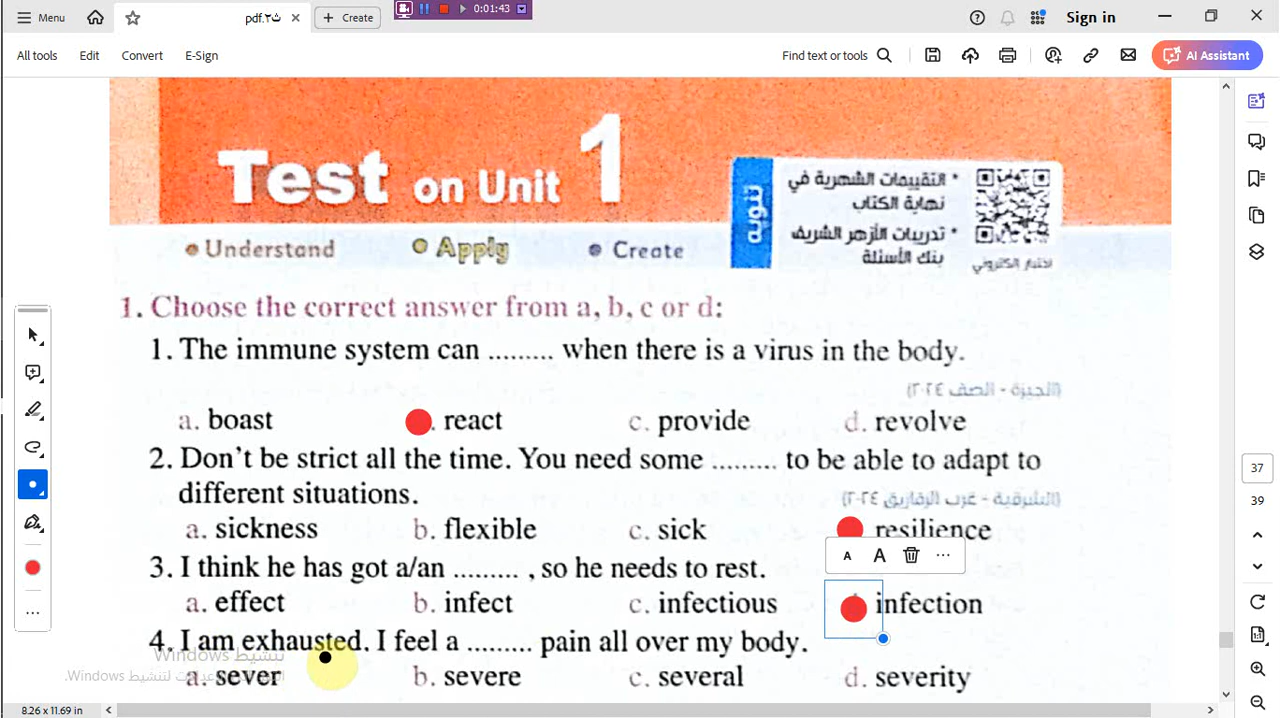 Menu
pdf.ث٢
Create
0:01:43
Sign in
All tools
Edit
Convert
E-Sign
Find text or tools
AI Assistant
Test on Unit 1
تنويه
* التقييمات الشهرية في
نهاية الكتاب
* تدريبات الأزهر الشريف
بنك الأسئلة
اختبار إلكتروني
Understand
Apply
Create
1. Choose the correct answer from a, b, c or d:
1. The immune system can ......... when there is a virus in the body.
(الجيزة - الصف ٢٠٢٤)
a. boast
. react
c. provide
d. revolve
2. Don't be strict all the time. You need some ......... to be able to adapt to
different situations.
(الشرقية - غرب الزقازيق ٢٠٢٤)
a. sickness
b. flexible
c. sick
resilience
3. I think he has got a/an ......... , so he needs to rest.
A A ...
a. effect
b. infect
c. infectious
infection
4. I am exhausted. I feel a ......... pain all over my body.
تنشيط Windows
Windows.
a. sever
b. severe
c. several
d. severity
37
39
8.26 x 11.69 in